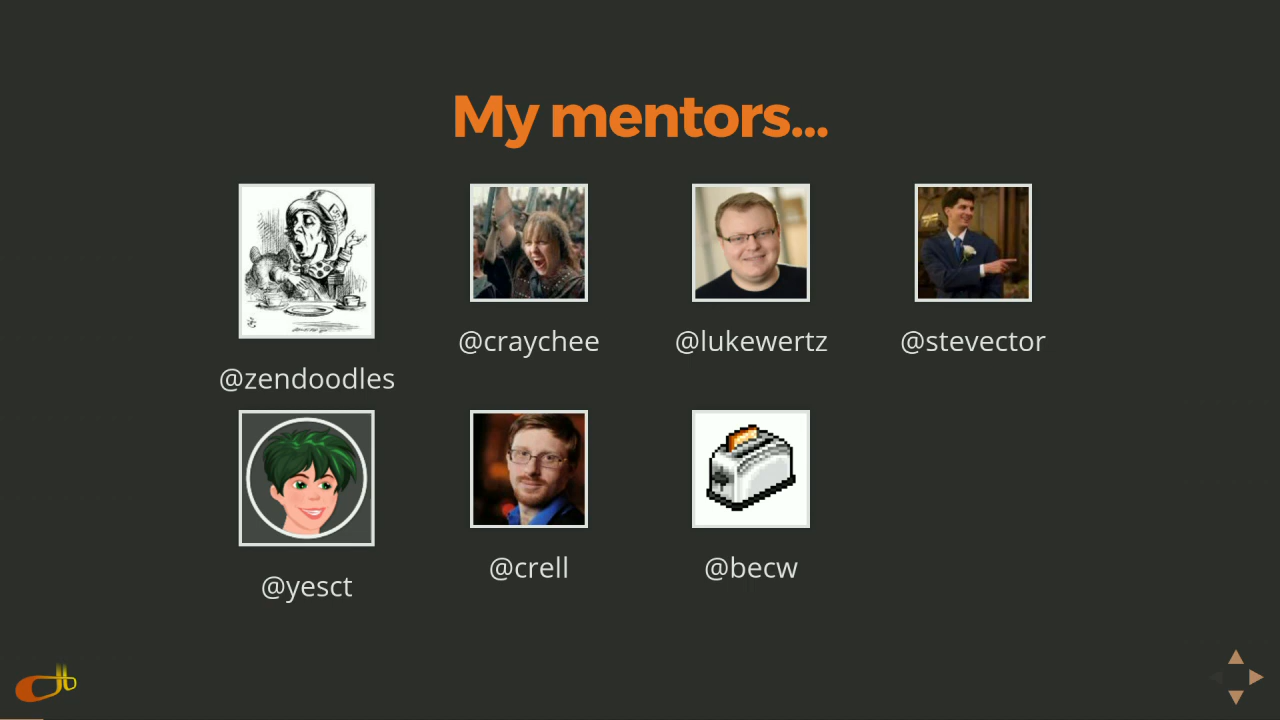 My mentors...
@zendoodles
@craychee
@lukewertz
@stevector
@yesct
@crell
@becw